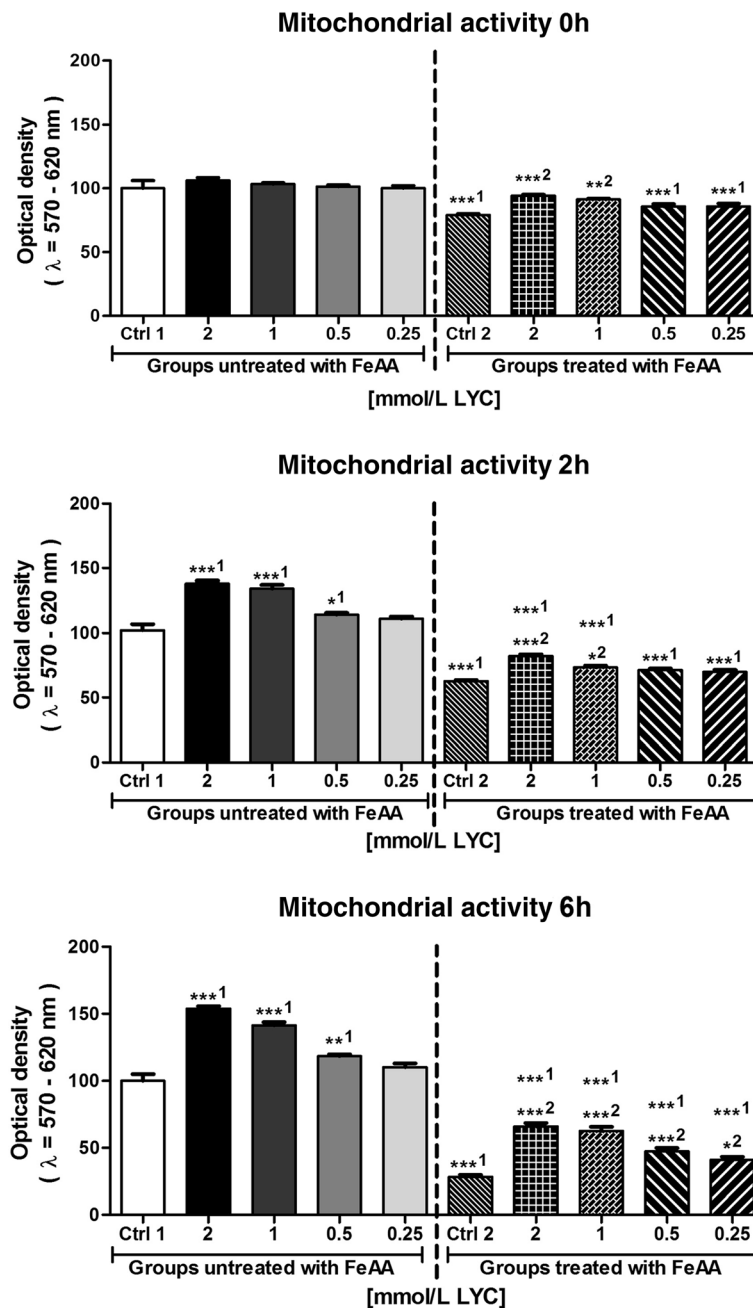 Mitochondrial activity 0h
Optical density
( λ = 570 - 620 nm )
200
150
100
50
0
***1
***2
**2
***1
***1
Ctrl 1 2 1 0.5 0.25 Ctrl 2 2 1 0.5 0.25
Groups untreated with FeAA Groups treated with FeAA
[mmol/L LYC]
Mitochondrial activity 2h
Optical density
( λ = 570 - 620 nm )
200
150
100
50
0
***1 ***1 *1
***1 ***1
***1 ***2 *2 ***1 ***1
Ctrl 1 2 1 0.5 0.25 Ctrl 2 2 1 0.5 0.25
Groups untreated with FeAA Groups treated with FeAA
[mmol/L LYC]
Mitochondrial activity 6h
Optical density
( λ = 570 - 620 nm )
200
150
100
50
0
***1 ***1 **1
***1 ***1 ***1 ***1
***1 ***2 ***2 ***2 *2
Ctrl 1 2 1 0.5 0.25 Ctrl 2 2 1 0.5 0.25
Groups untreated with FeAA Groups treated with FeAA
[mmol/L LYC]